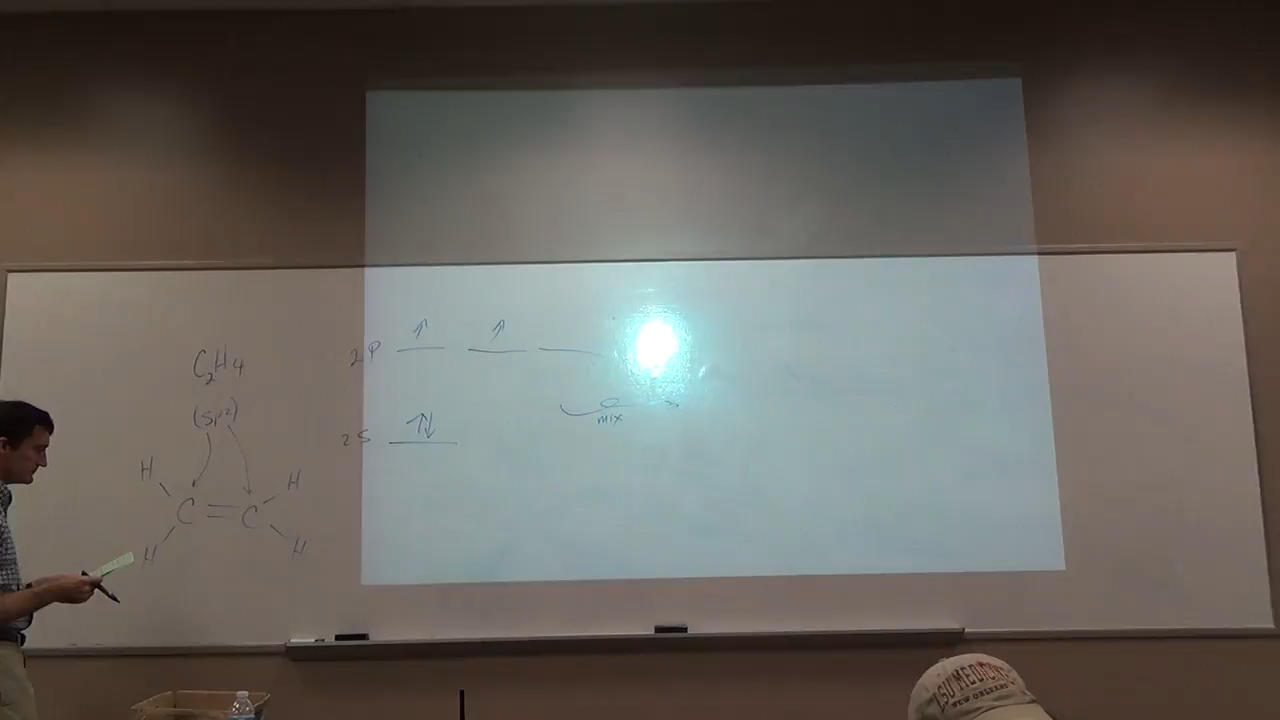 C₂H₄
(sp²)
H H
C = C
H H
2P ↑ ↑
2S ↑↓
mix
LSU MEDICINE
NEW ORLEANS